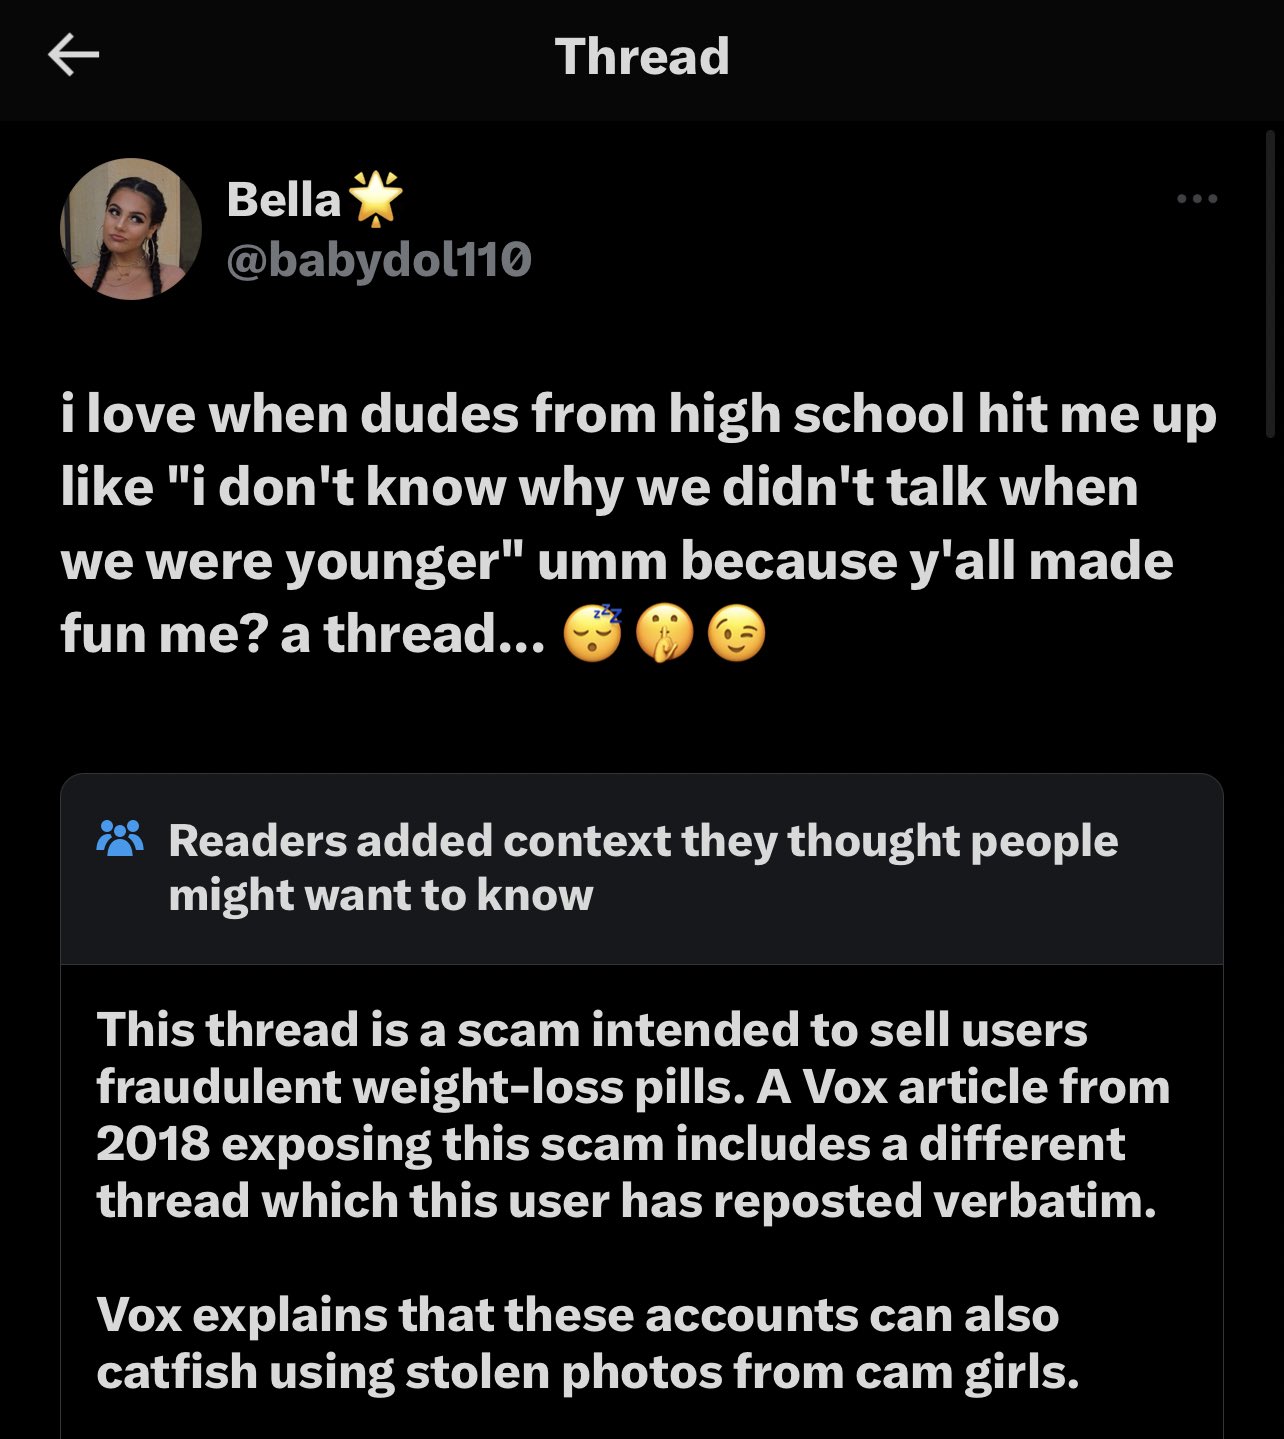 Thread
Bella🌟
@babydol110
i love when dudes from high school hit me up
like "i don't know why we didn't talk when
we were younger" umm because y'all made
fun me? a thread... 😴🤫😉
Readers added context they thought people
might want to know
This thread is a scam intended to sell users
fraudulent weight-loss pills. A Vox article from
2018 exposing this scam includes a different
thread which this user has reposted verbatim.
Vox explains that these accounts can also
catfish using stolen photos from cam girls.